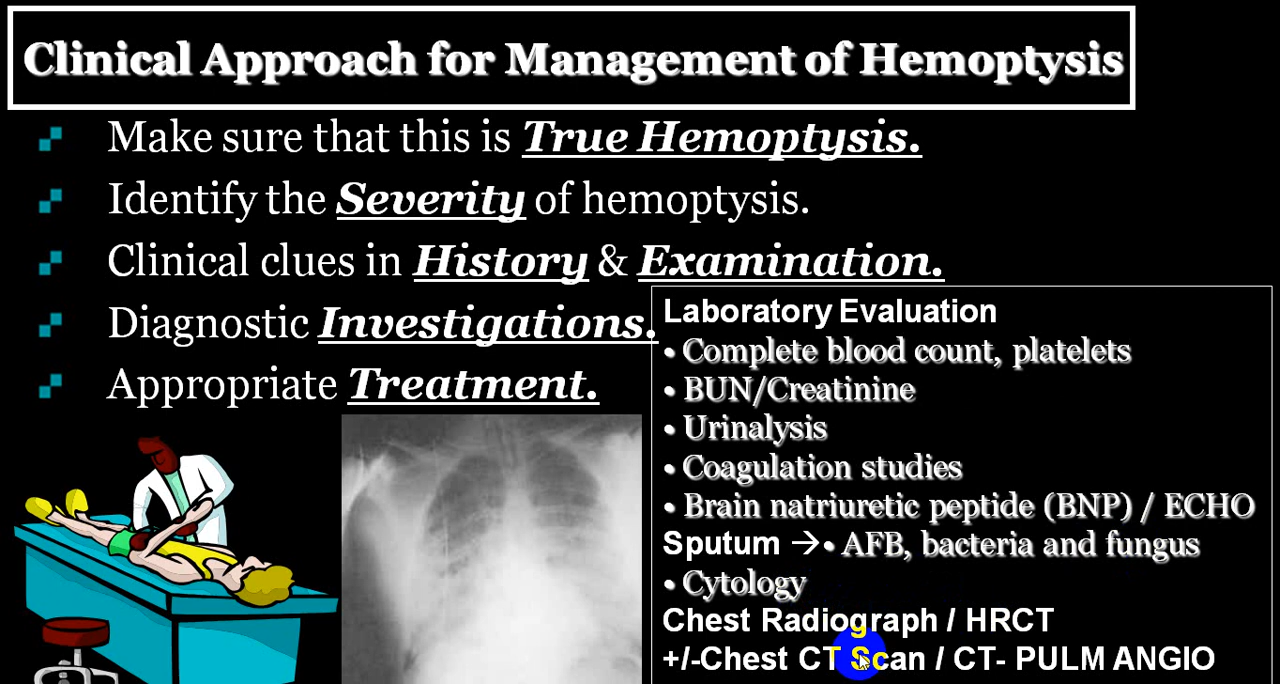 Clinical Approach for Management of Hemoptysis
Make sure that this is True Hemoptysis.
Identify the Severity of hemoptysis.
Clinical clues in History & Examination.
Diagnostic Investigations.
Appropriate Treatment.
Laboratory Evaluation
• Complete blood count, platelets
• BUN/Creatinine
• Urinalysis
• Coagulation studies
• Brain natriuretic peptide (BNP) / ECHO
Sputum →• AFB, bacteria and fungus
• Cytology
Chest Radiograph / HRCT
+/-Chest CT Scan / CT- PULM ANGIO